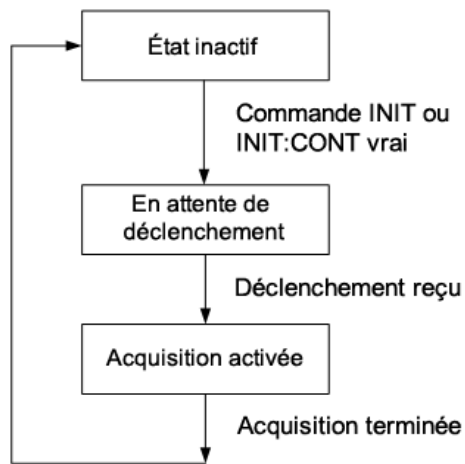 État inactif
Commande INIT ou
INIT:CONT vrai
En attente de
déclenchement
Déclenchement reçu
Acquisition activée
Acquisition terminée